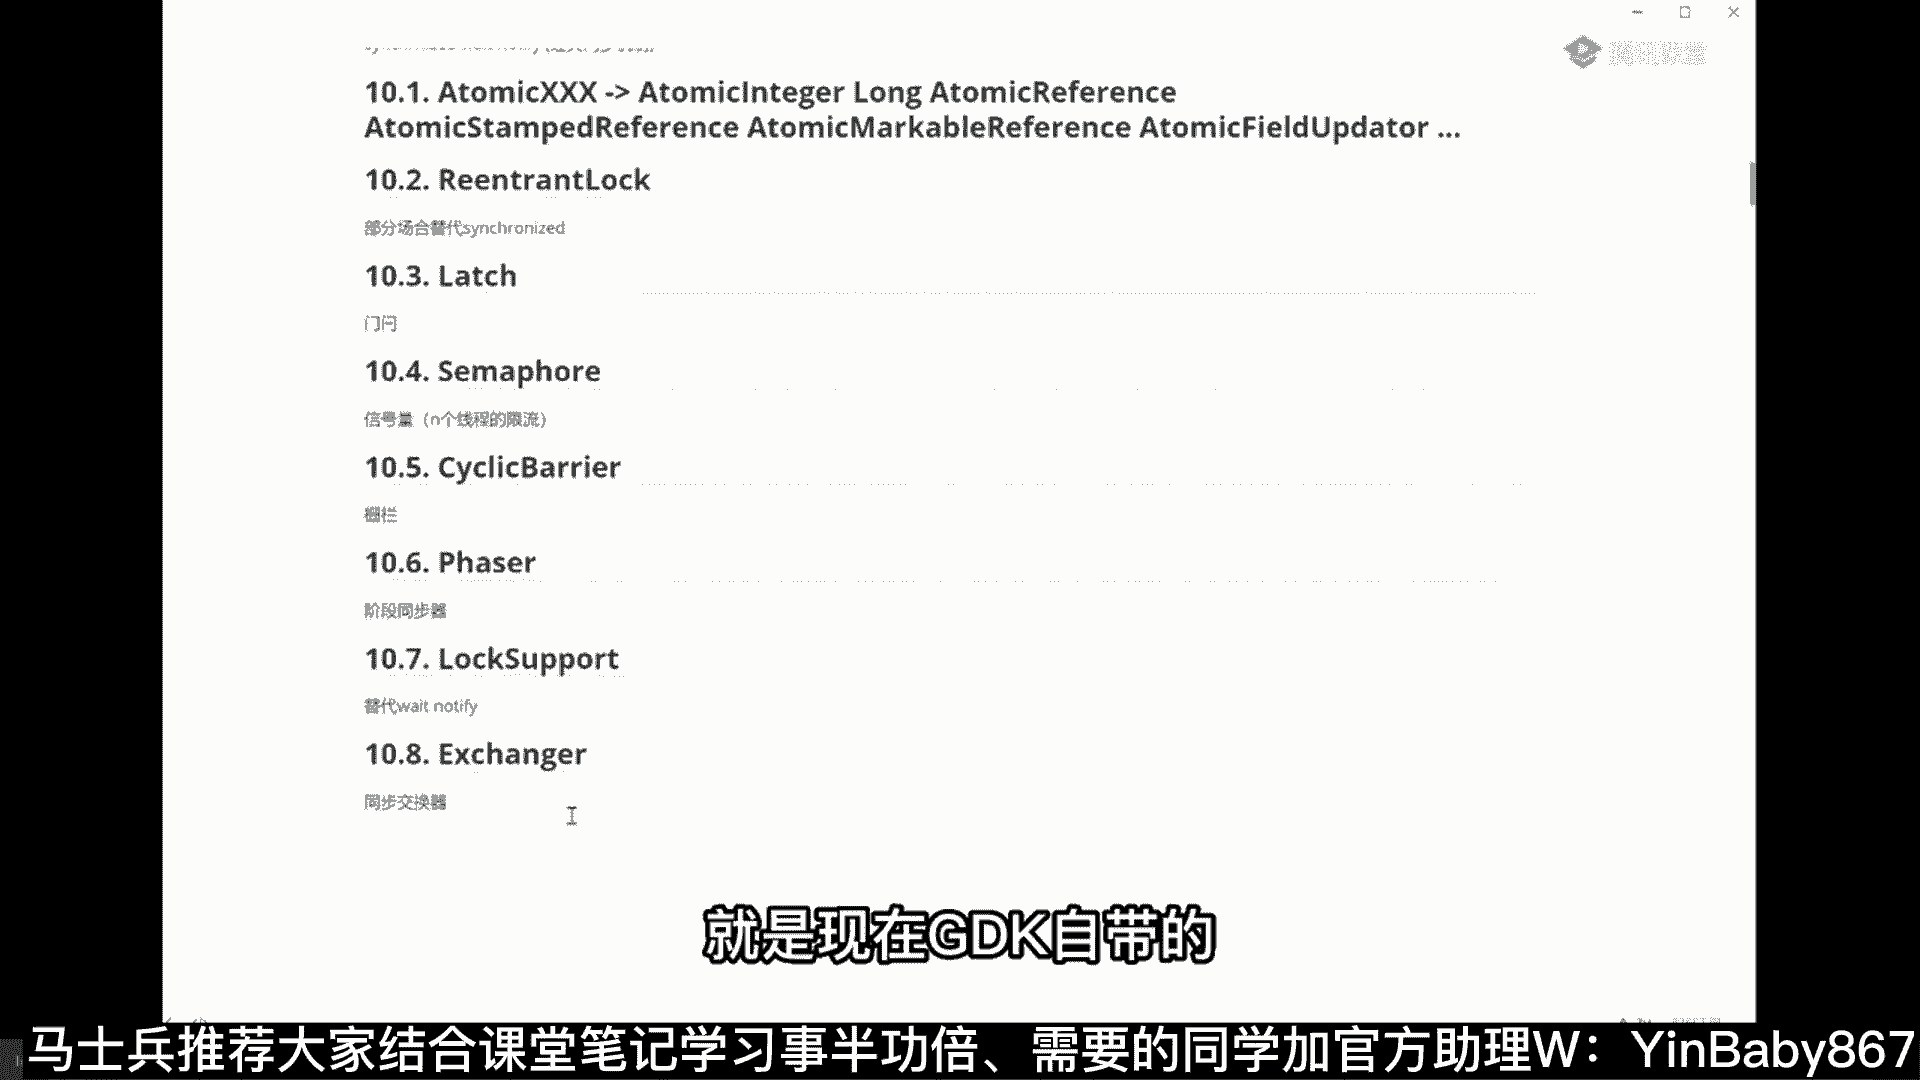 10.1. AtomicXXX -> AtomicInteger Long AtomicReference
AtomicStampedReference AtomicMarkableReference AtomicFieldUpdator ...
10.2. ReentrantLock
部分场合替代synchronized
10.3. Latch
10.4. Semaphore
信号量（n个线程的限流）
10.5. CyclicBarrier
栅栏
10.6. Phaser
阶段同步器
10.7. LockSupport
替代wait notify
10.8. Exchanger
同步交换器
就是现在GDK自带的
马士兵推荐大家结合课堂笔记学习事半功倍、需要的同学加官方助理W：YinBaby867